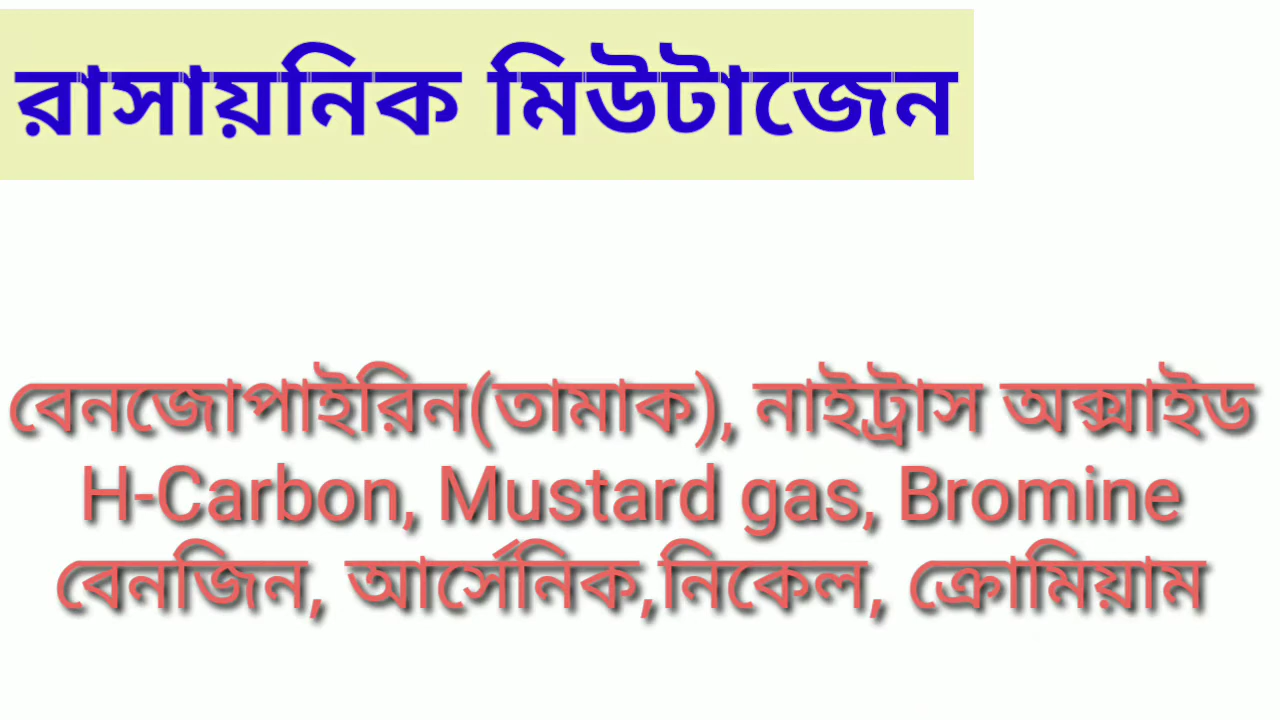 রাসায়নিক মিউটাজেন
বেনজোপাইরিন(তামাক), নাইট্রাস অক্সাইড
H-Carbon, Mustard gas, Bromine
বেনজিন, আর্সেনিক,নিকেল, ক্রোমিয়াম